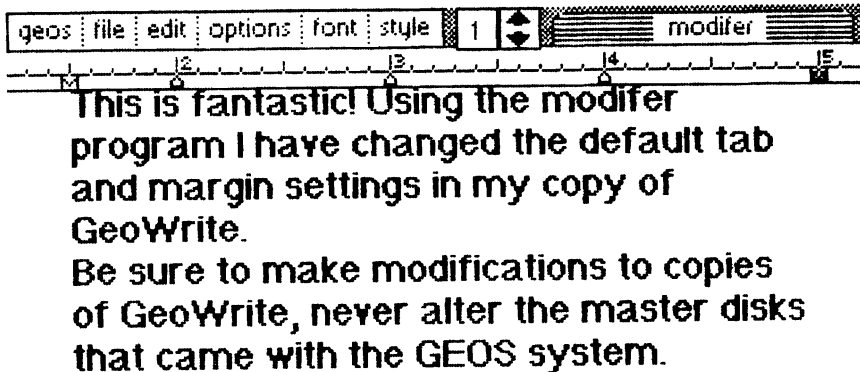 geos file edit options font style 1 modifer
2 3 4 5
This is fantastic! Using the modifer
program I have changed the default tab
and margin settings in my copy of
GeoWrite.
Be sure to make modifications to copies
of GeoWrite, never alter the master disks
that came with the GEOS system.